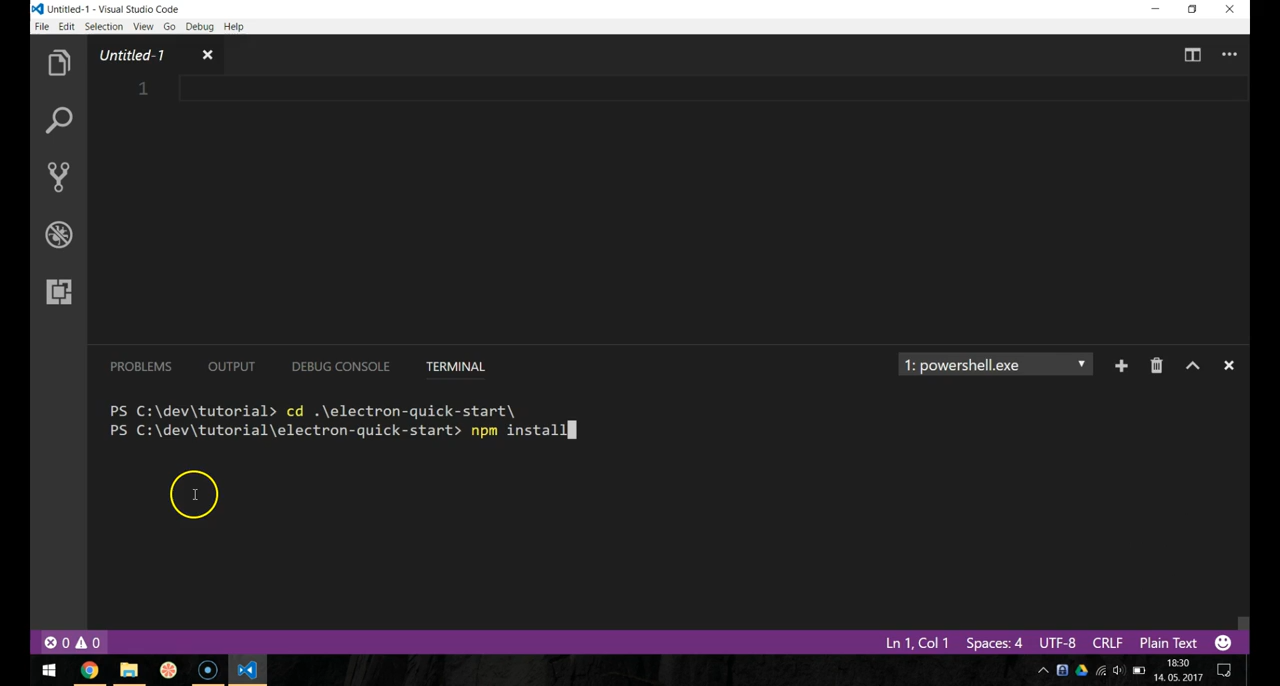 Untitled-1 - Visual Studio Code
File Edit Selection View Go Debug Help
Untitled-1
1
PROBLEMS OUTPUT DEBUG CONSOLE TERMINAL 1: powershell.exe
PS C:\dev\tutorial> cd .\electron-quick-start\
PS C:\dev\tutorial\electron-quick-start> npm install
0 0 Ln 1, Col 1 Spaces: 4 UTF-8 CRLF Plain Text
18:30
14. 05. 2017